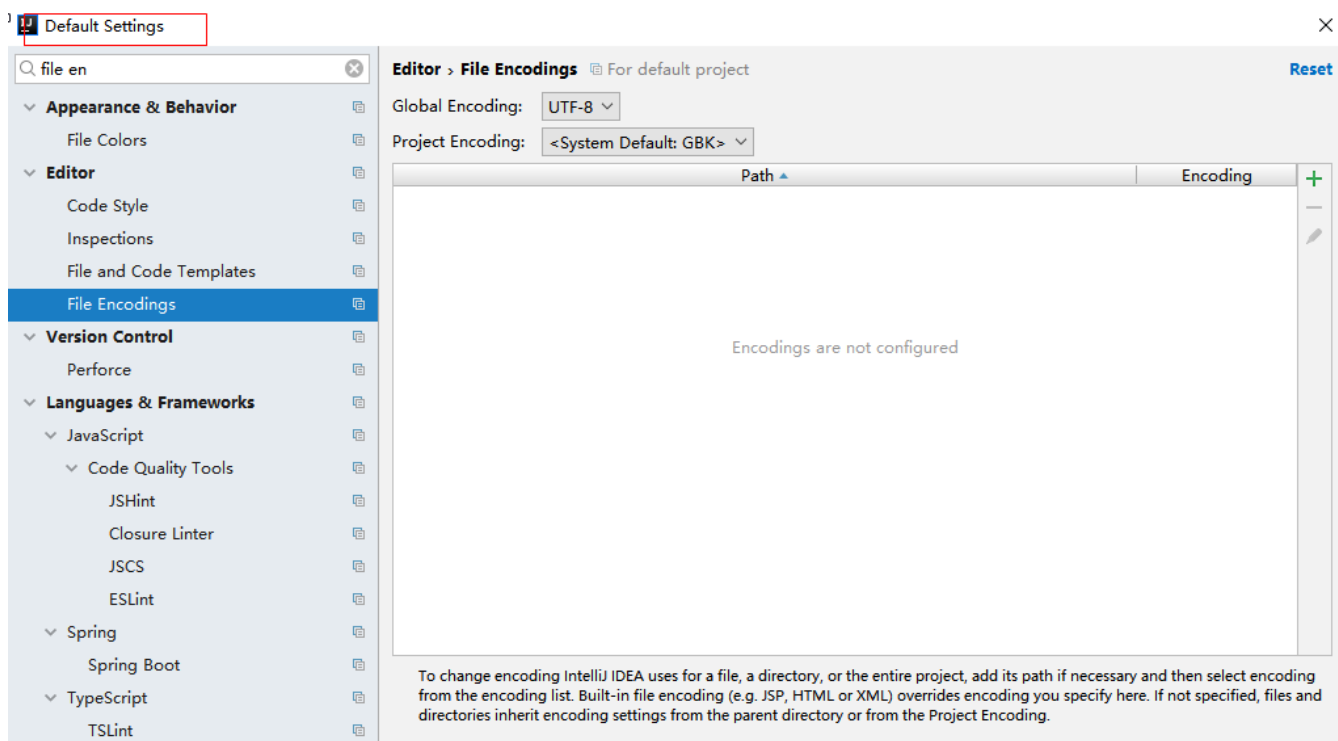 Default Settings
file en
Editor › File Encodings For default project
Reset
Global Encoding: UTF-8
Project Encoding: <System Default: GBK>
Path Encoding
Encodings are not configured
To change encoding IntelliJ IDEA uses for a file, a directory, or the entire project, add its path if necessary and then select encoding
from the encoding list. Built-in file encoding (e.g. JSP, HTML or XML) overrides encoding you specify here. If not specified, files and
directories inherit encoding settings from the parent directory or from the Project Encoding.
Appearance & Behavior
File Colors
Editor
Code Style
Inspections
File and Code Templates
File Encodings
Version Control
Perforce
Languages & Frameworks
JavaScript
Code Quality Tools
JSHint
Closure Linter
JSCS
ESLint
Spring
Spring Boot
TypeScript
TSLint